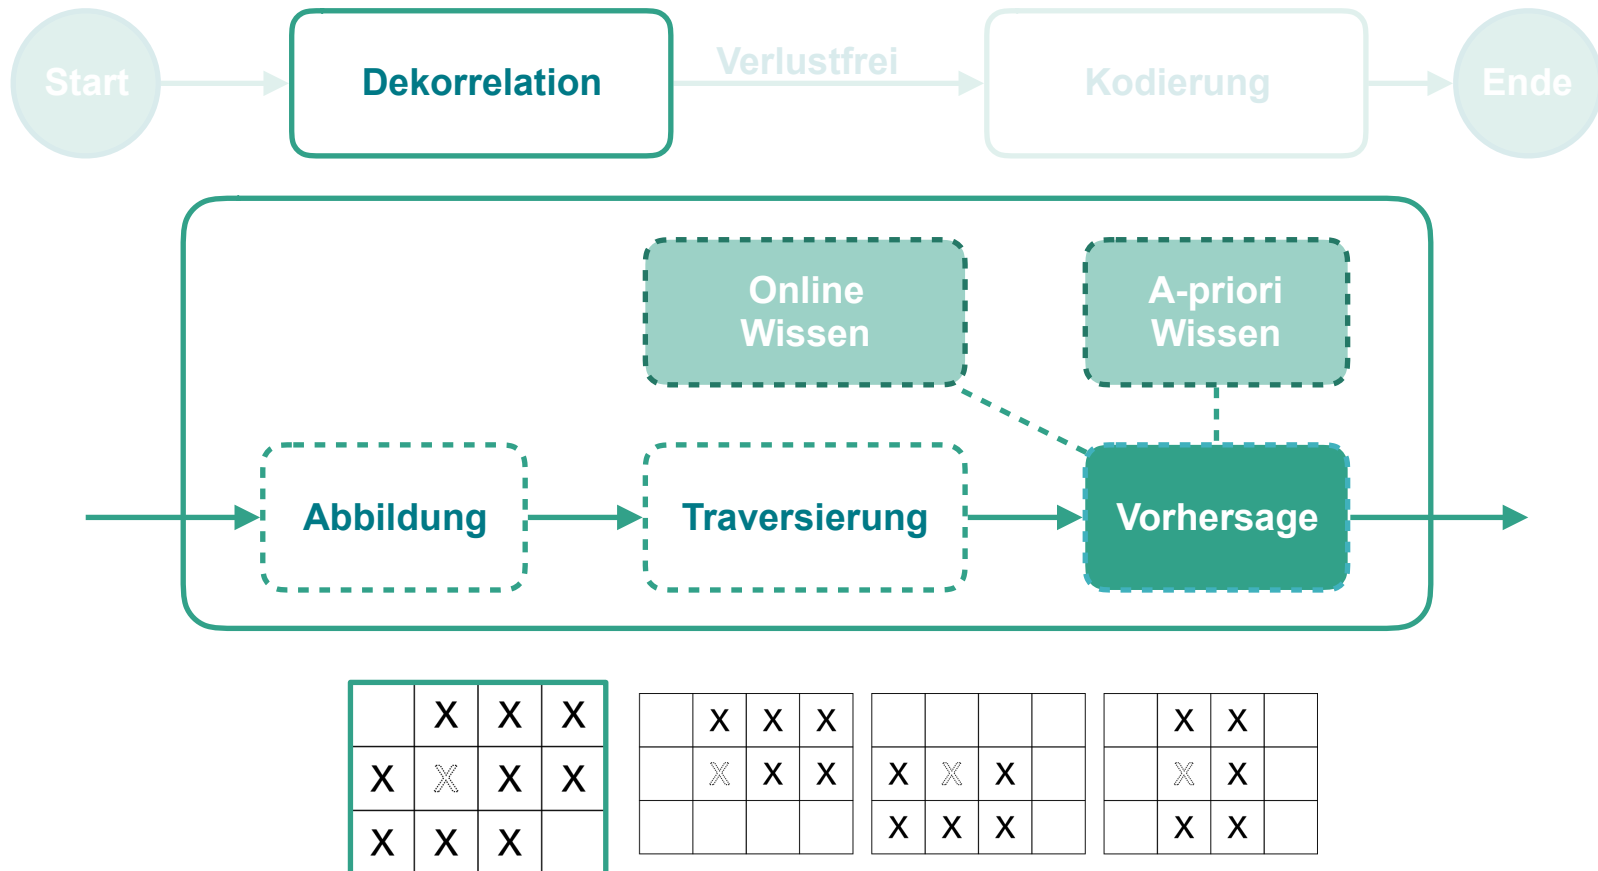 Start
Dekorrelation
Verlustfrei
Kodierung
Ende
Online
Wissen
A-priori
Wissen
Abbildung
Traversierung
Vorhersage
X X X
X X X X
X X X
X X X
X X X
X X X
X X X
X X
X X
X X